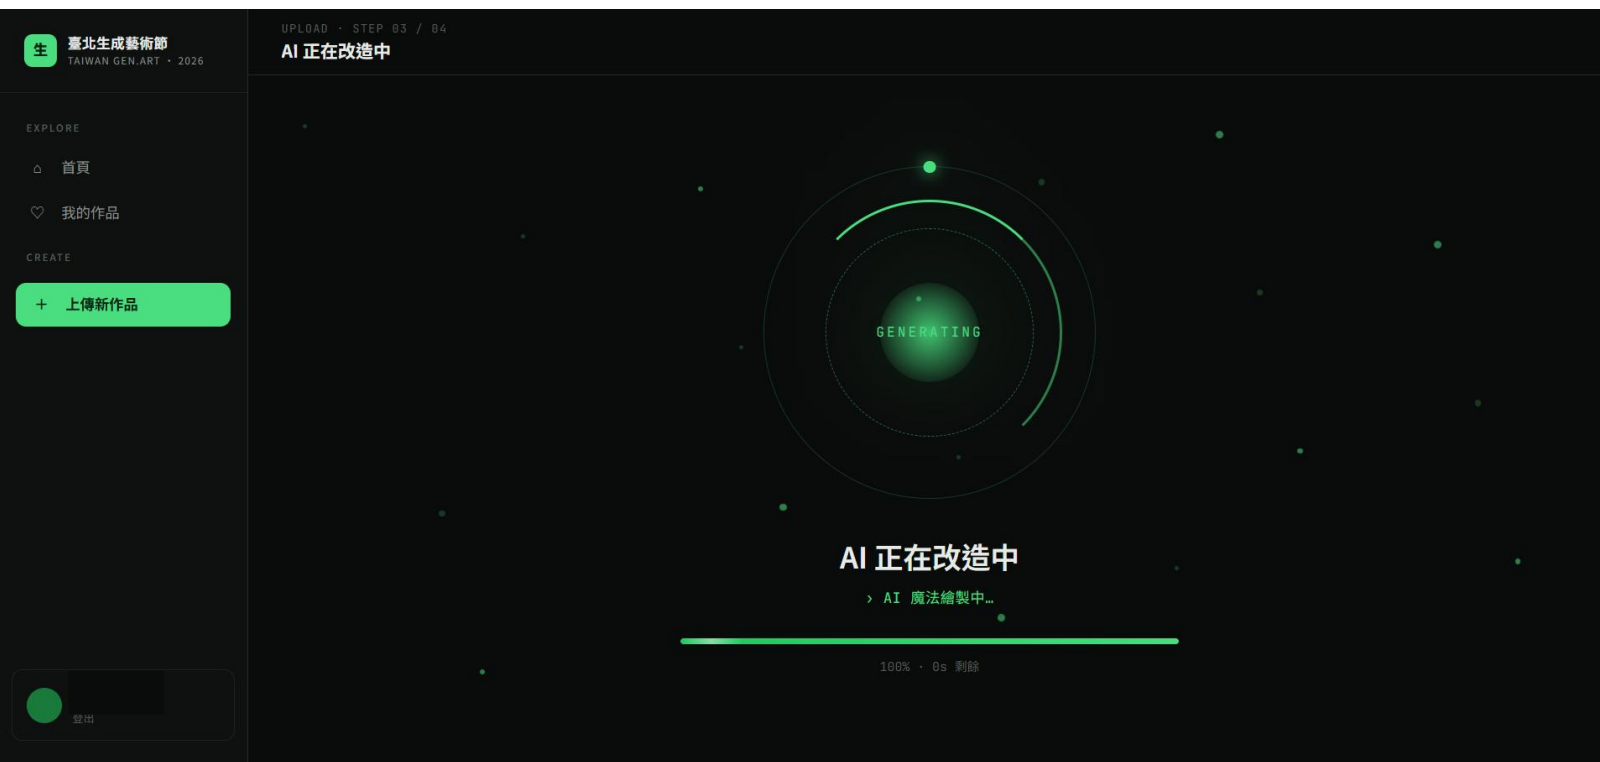 生
臺北生成藝術節
TAIWAN GEN.ART • 2026
EXPLORE
首頁
我的作品
CREATE
+ 上傳新作品
登出
UPLOAD · STEP 03 / 04
AI 正在改造中
GENERATING
AI 正在改造中
› AI 魔法繪製中…
100% · 0s 剩餘